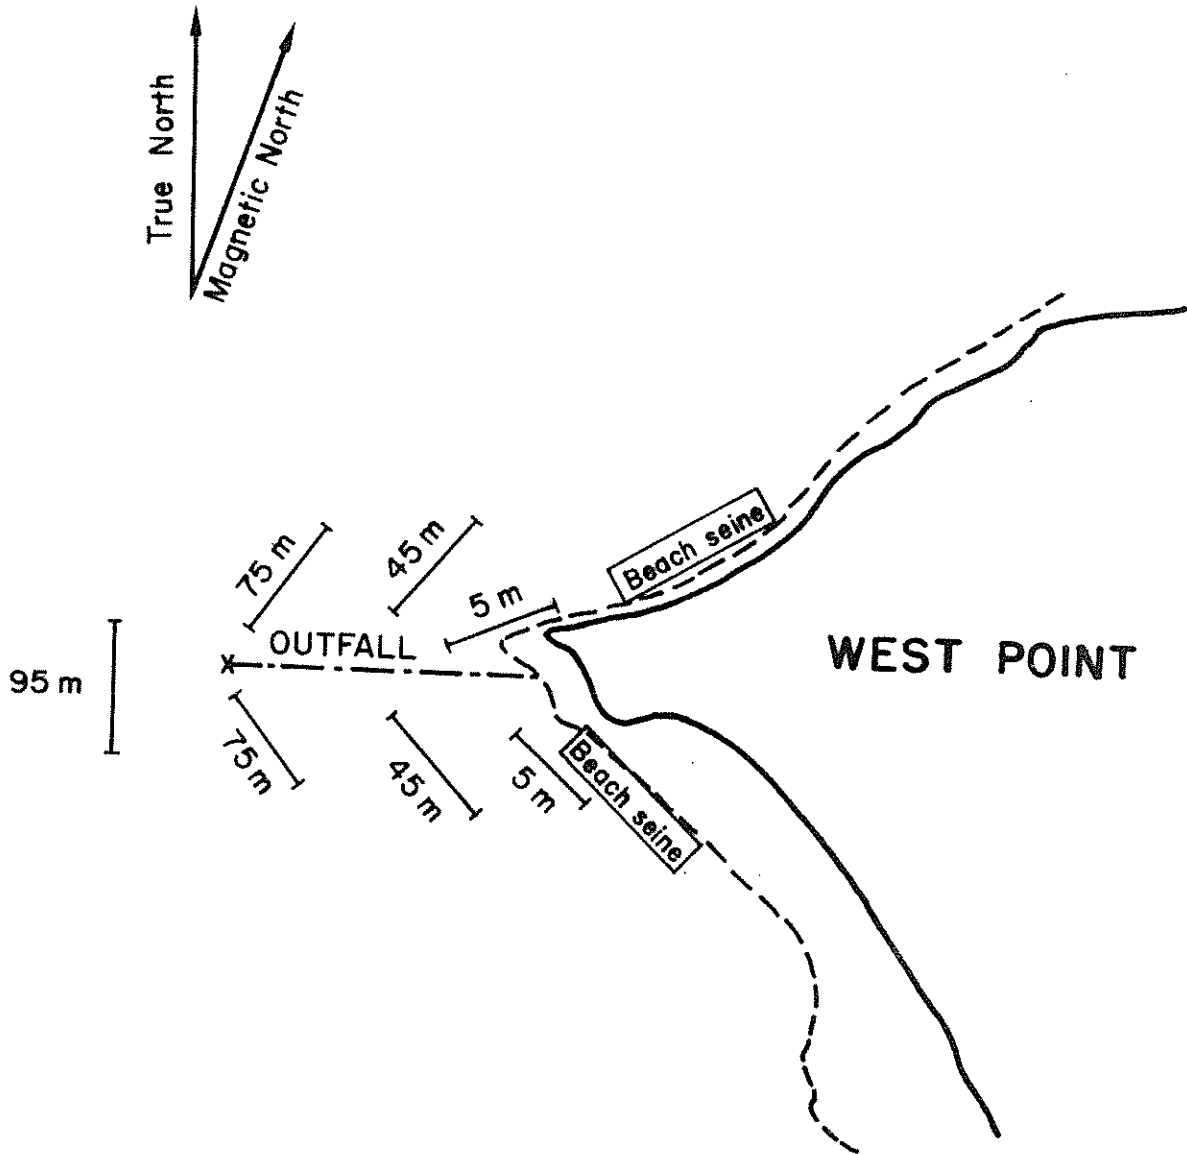 True North
Magnetic North
Beach seine
75 m
45 m
5 m
OUTFALL
WEST POINT
95 m
75 m
45 m
5 m
Beach seine